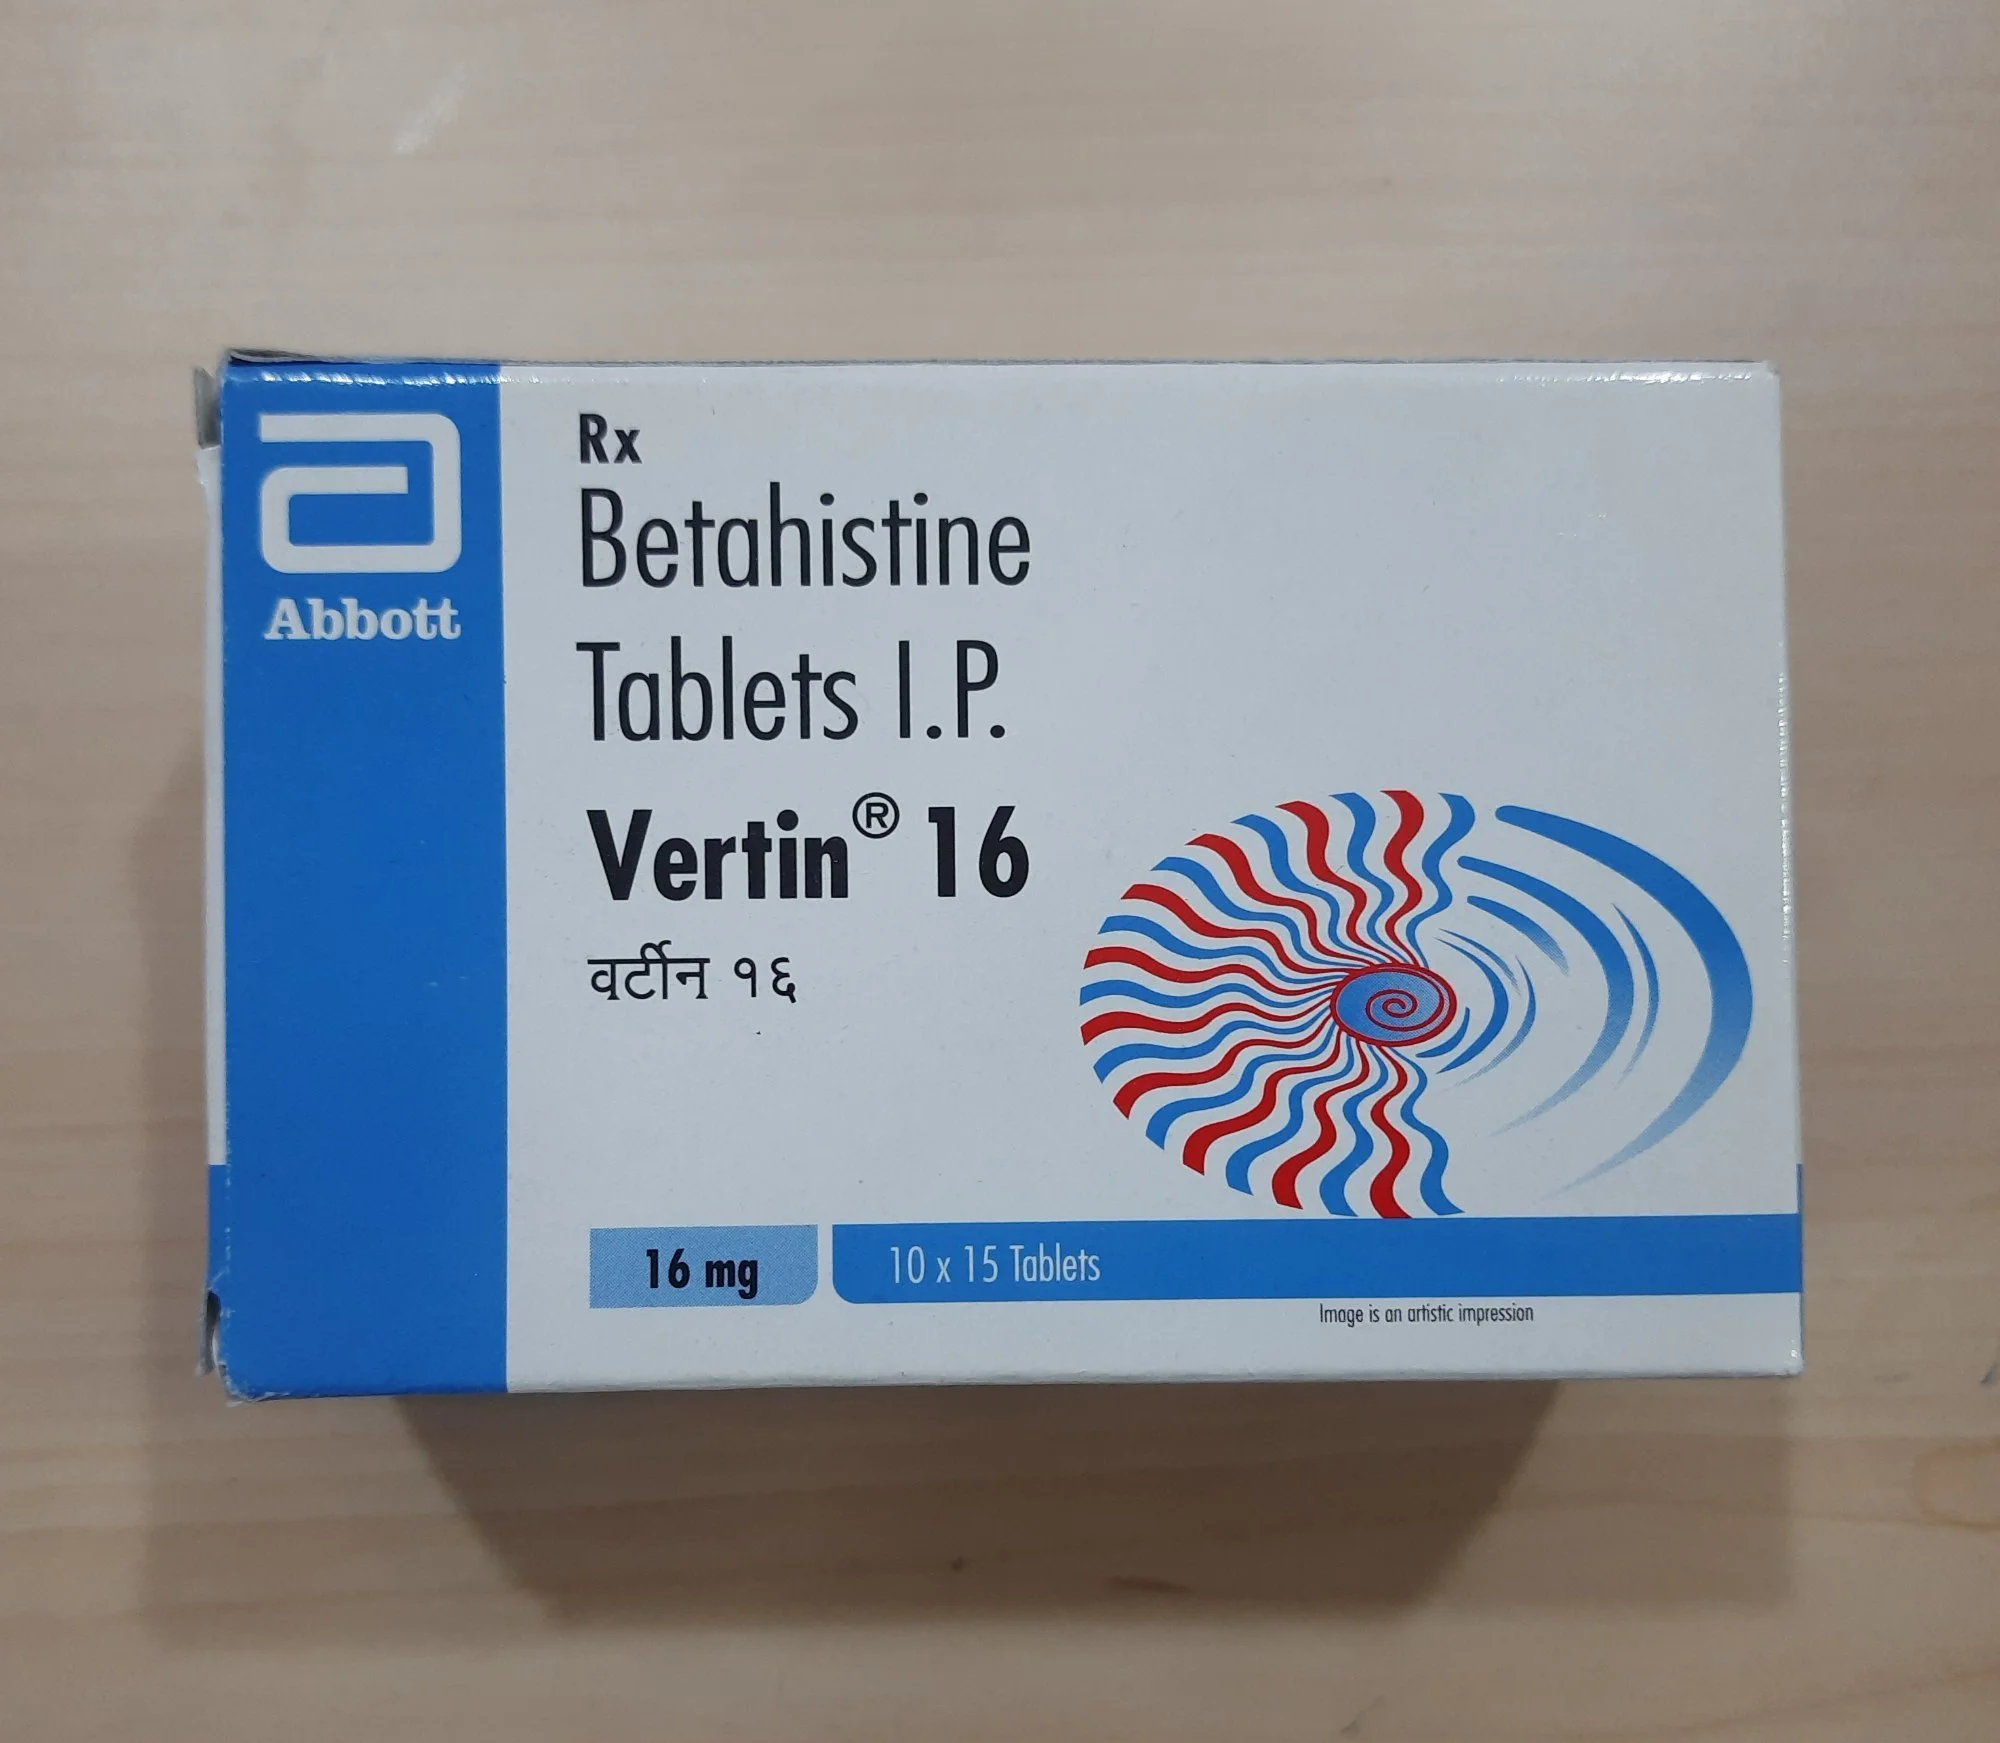 Abbott
Rx
Betahistine
Tablets I.P.
Vertin® 16
वर्टीन १६
16 mg
10 x 15 Tablets
Image is an artistic impression